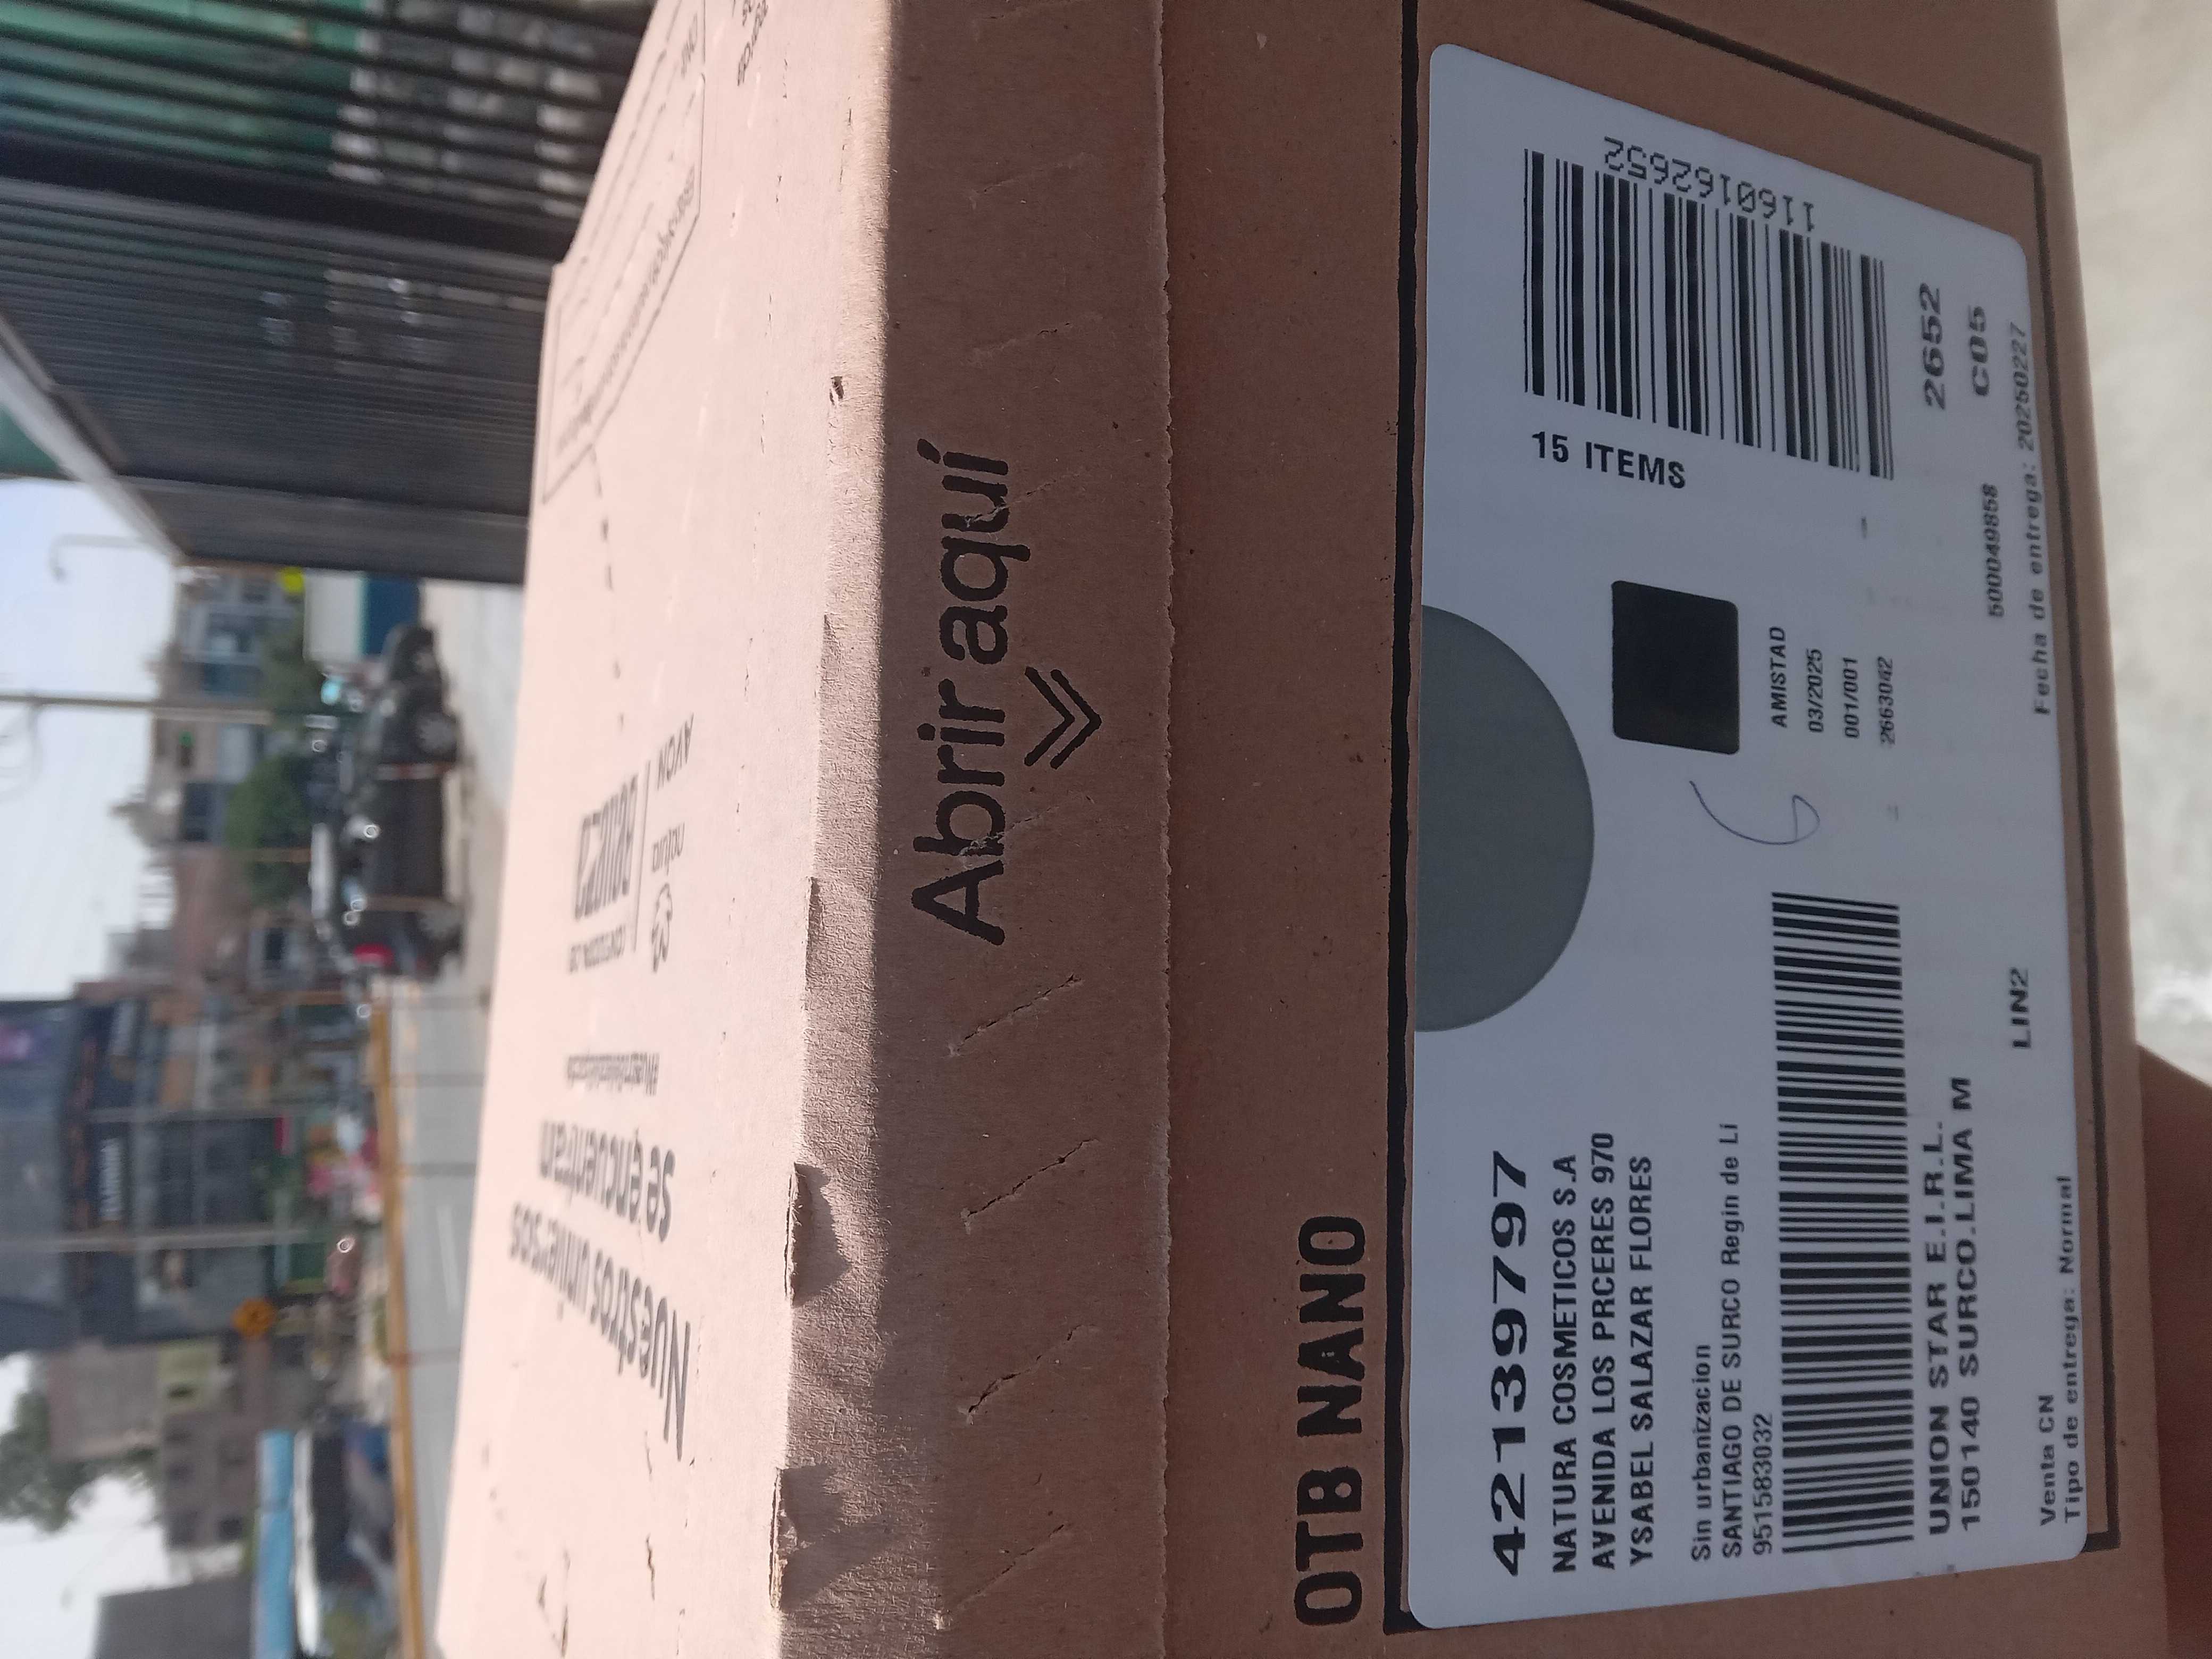 Nuestros universos
se encuentran
natura
AVON
Abrir aquí
OTB NANO
42139797
NATURA COSMETICOS S.A
AVENIDA LOS PRCERES 970
YSABEL SALAZAR FLORES
Sin urbanizacion
SANTIAGO DE SURCO Regin de Li
951583032
UNION STAR E.I.R.L.
150140 SURCO.LIMA M
LIN2
Venta CN
Tipo de entrega: Normal
AMISTAD
03/2025
001/001
2663042
15 ITEMS
1160162652
2652
C05
500049858
Fecha de entrega: 20250227